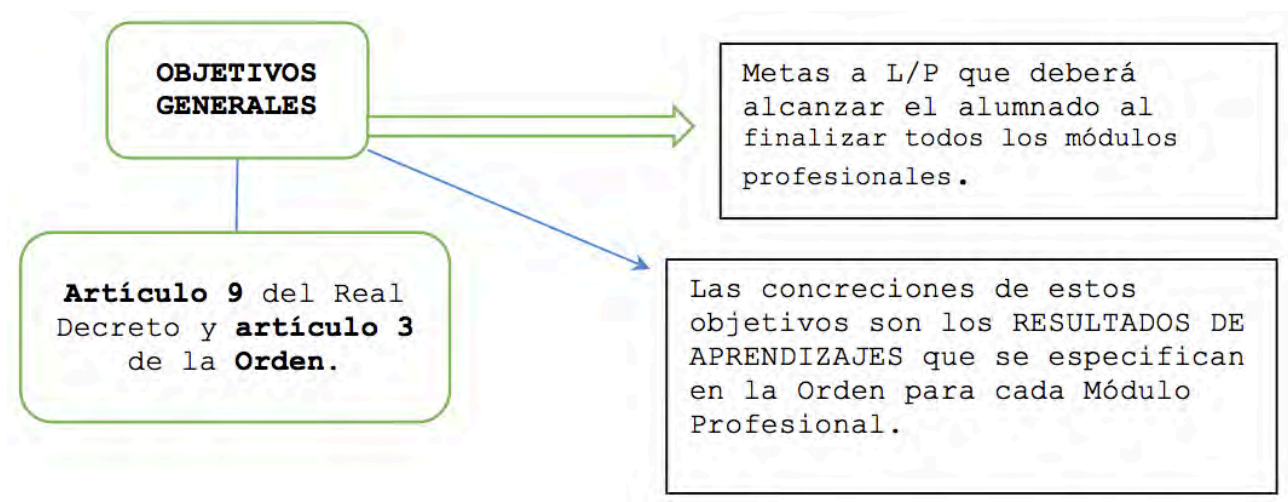 OBJETIVOS
GENERALES
Metas a L/P que deberá
alcanzar el alumnado al
finalizar todos los módulos
profesionales.
Artículo 9 del Real
Decreto y artículo 3
de la Orden.
Las concreciones de estos
objetivos son los RESULTADOS DE
APRENDIZAJES que se especifican
en la Orden para cada Módulo
Profesional.